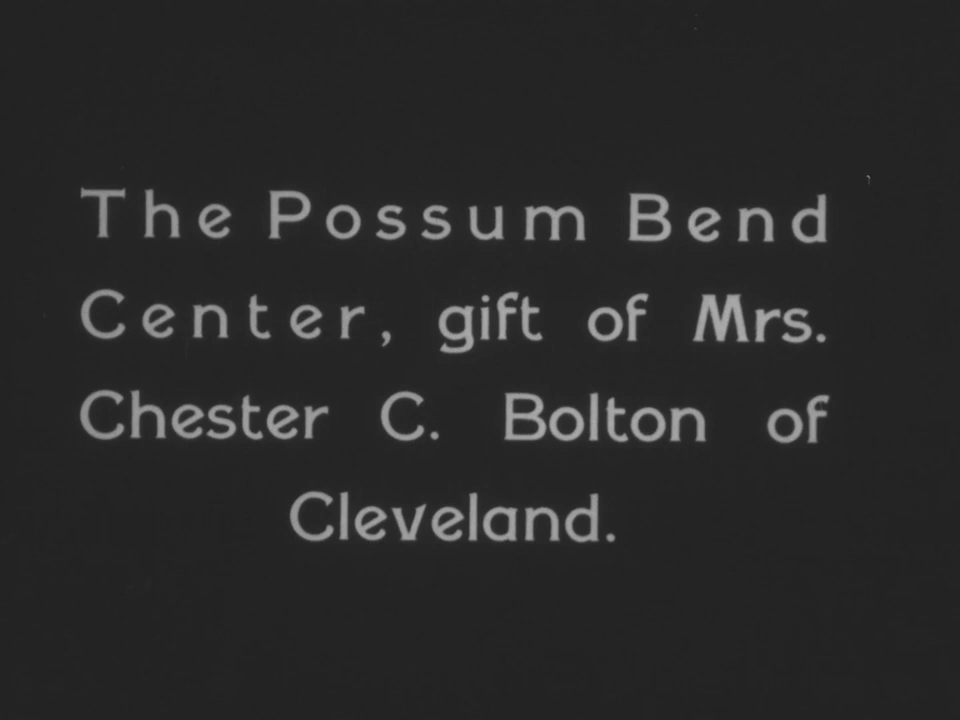 The Possum Bend
Center, gift of Mrs.
Chester C. Bolton of
Cleveland.